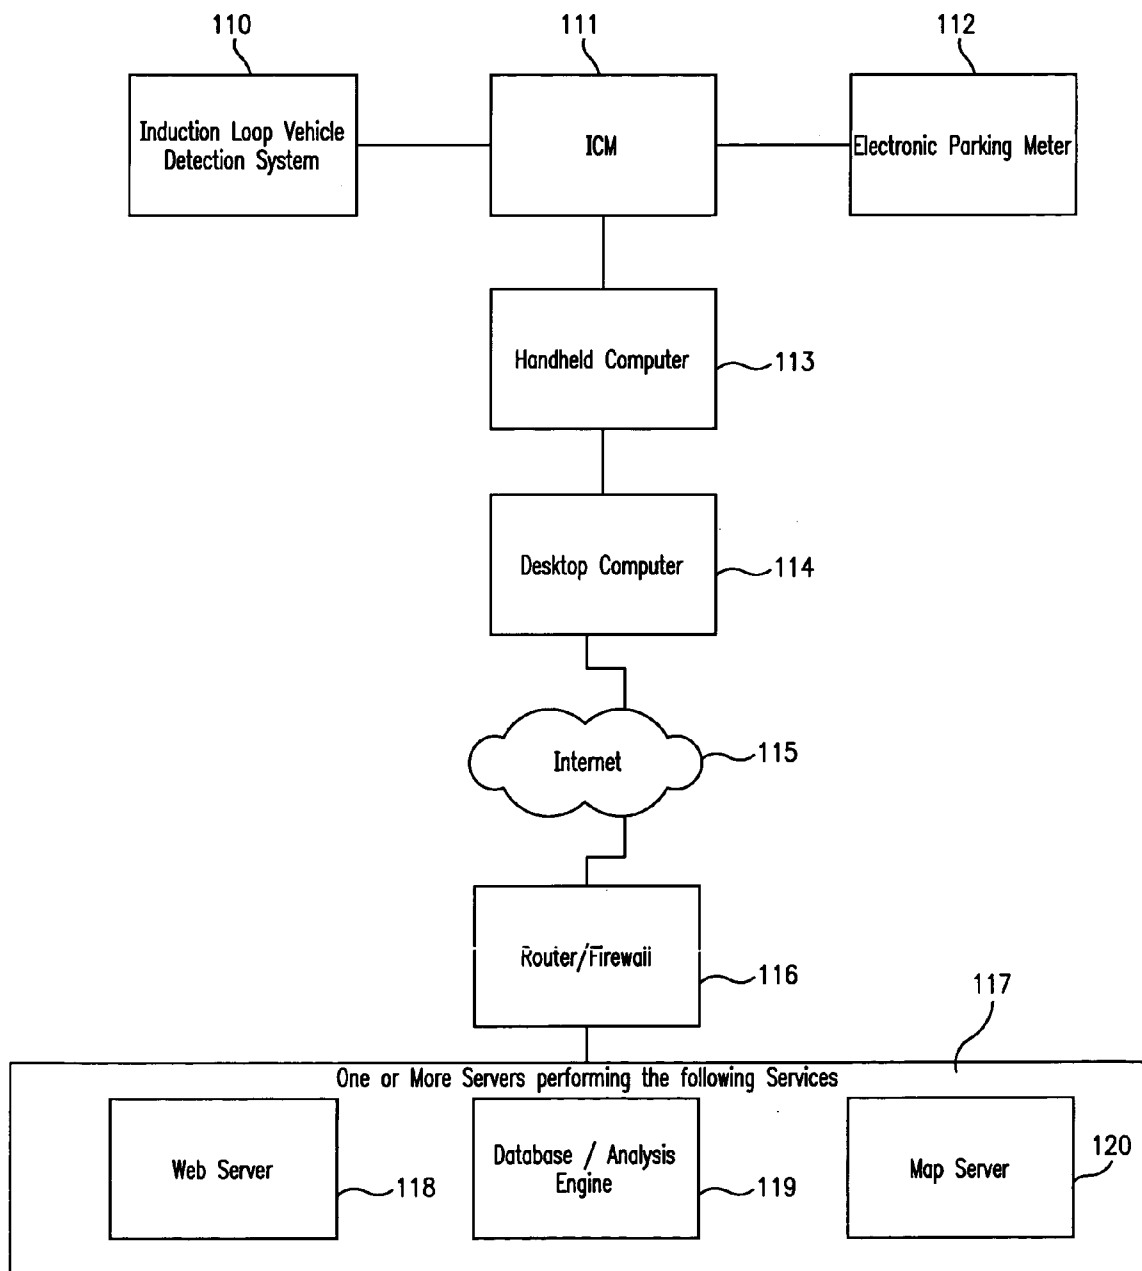 110
111
112
Induction Loop Vehicle
Detection System
ICM
Electronic Parking Meter
Handheld Computer
113
Desktop Computer
114
Internet
115
Router/Firewall
116
117
One or More Servers performing the following Services
Web Server
118
Database / Analysis
Engine
119
Map Server
120